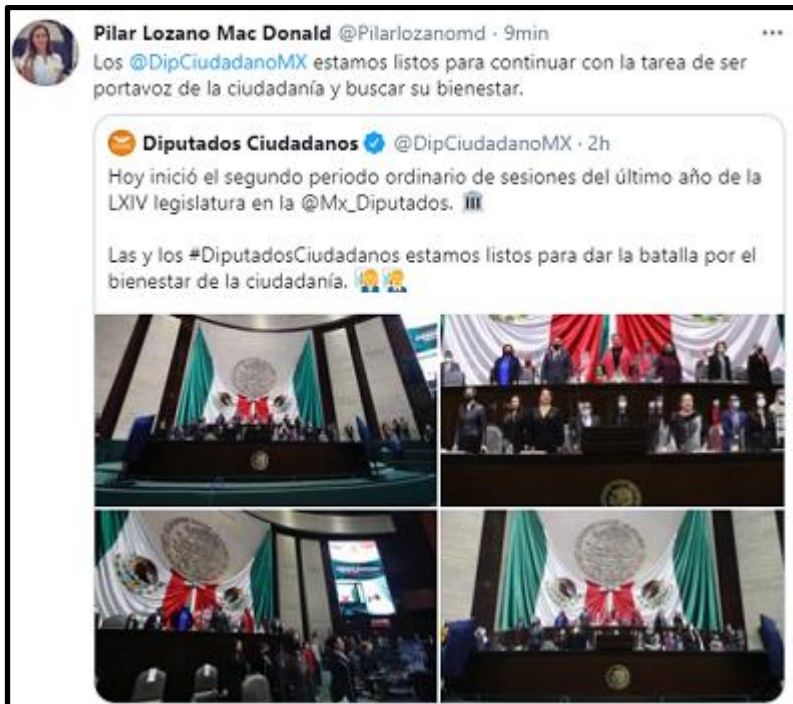 Pilar Lozano Mac Donald @Pilarlozanomd · 9min
Los @DipCiudadanoMX estamos listos para continuar con la tarea de ser
portavoz de la ciudadanía y buscar su bienestar.
Diputados Ciudadanos @DipCiudadanoMX · 2h
Hoy inició el segundo periodo ordinario de sesiones del último año de la
LXIV legislatura en la @Mx_Diputados. 🏛️
Las y los #DiputadosCiudadanos estamos listos para dar la batalla por el
bienestar de la ciudadanía.